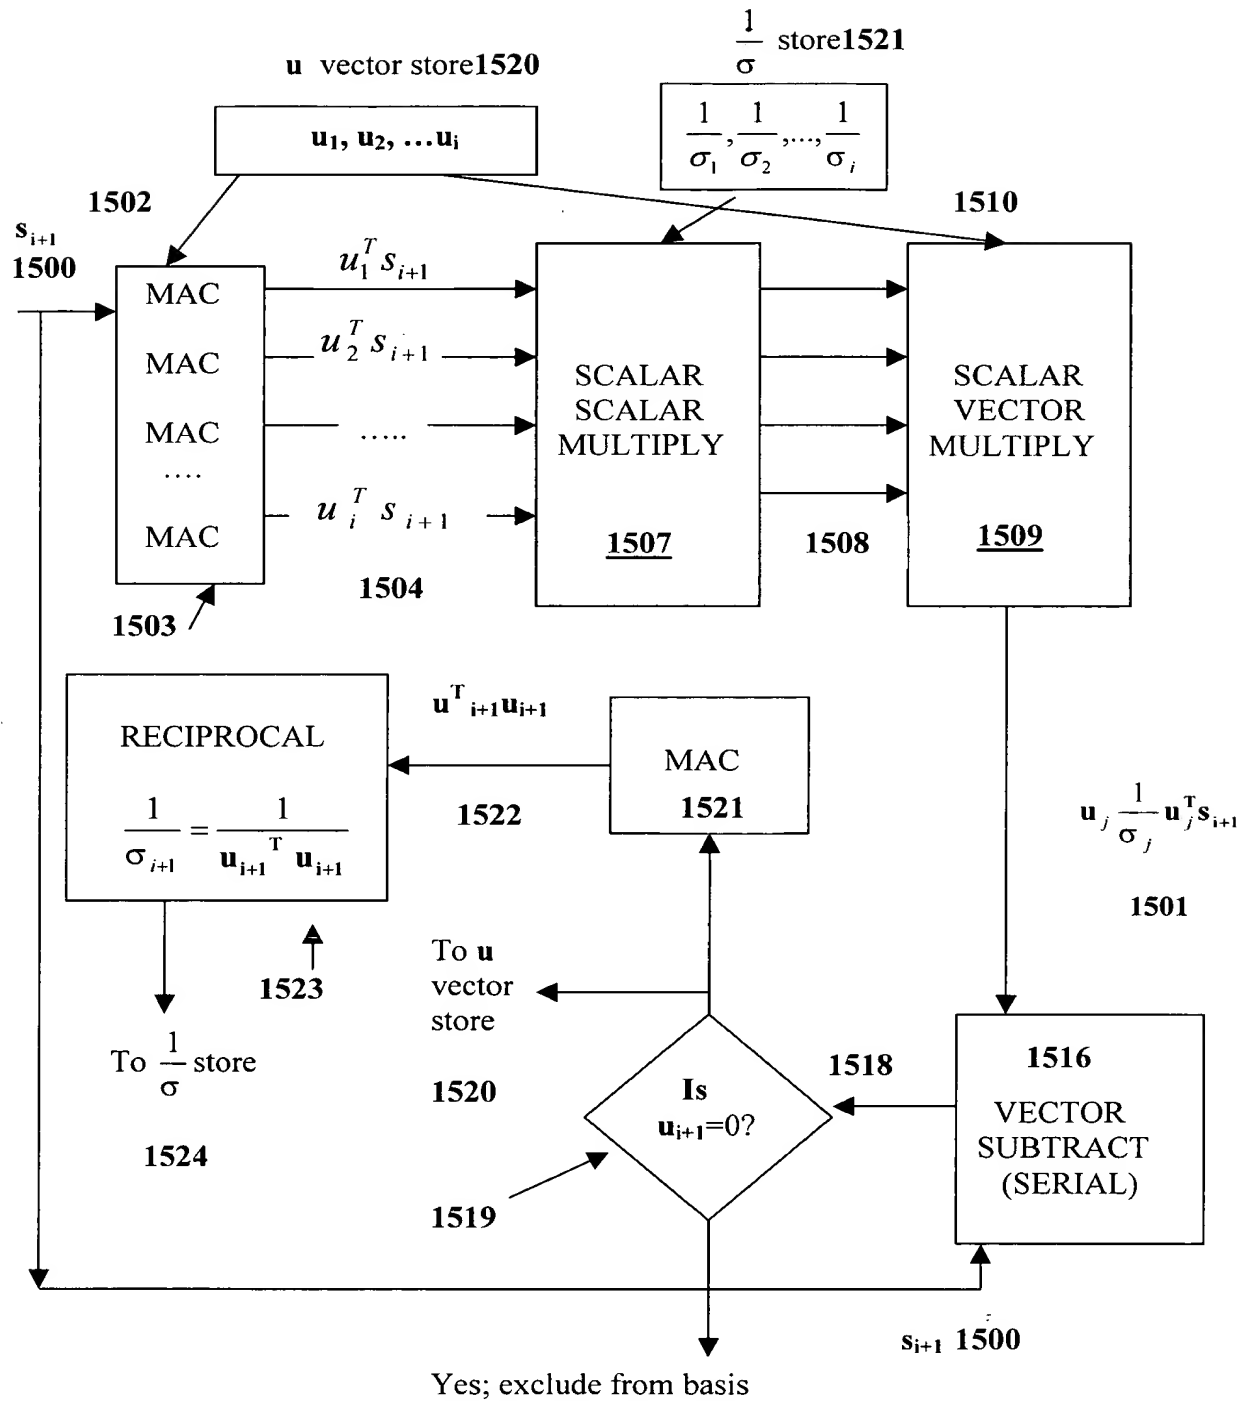 1/σ store1521
u vector store1520
u₁, u₂, ...uᵢ
1/σ₁, 1/σ₂, ..., 1/σᵢ
1502
1510
sᵢ₊₁
1500
MAC
MAC
MAC
....
MAC
u₁ᵀ sᵢ₊₁
u₂ᵀ sᵢ₊₁
.....
uᵢᵀ sᵢ₊₁
SCALAR
SCALAR
MULTIPLY
1507
SCALAR
VECTOR
MULTIPLY
1509
1508
1504
1503
RECIPROCAL
1/σᵢ₊₁ = 1/uᵢ₊₁ᵀ uᵢ₊₁
uᵀᵢ₊₁uᵢ₊₁
1522
MAC
1521
uⱼ 1/σⱼ uⱼᵀsᵢ₊₁
1501
1523
To 1/σ store
1524
To u
vector
store
1520
Is
uᵢ₊₁=0?
1519
1518
1516
VECTOR
SUBTRACT
(SERIAL)
sᵢ₊₁ 1500
Yes; exclude from basis